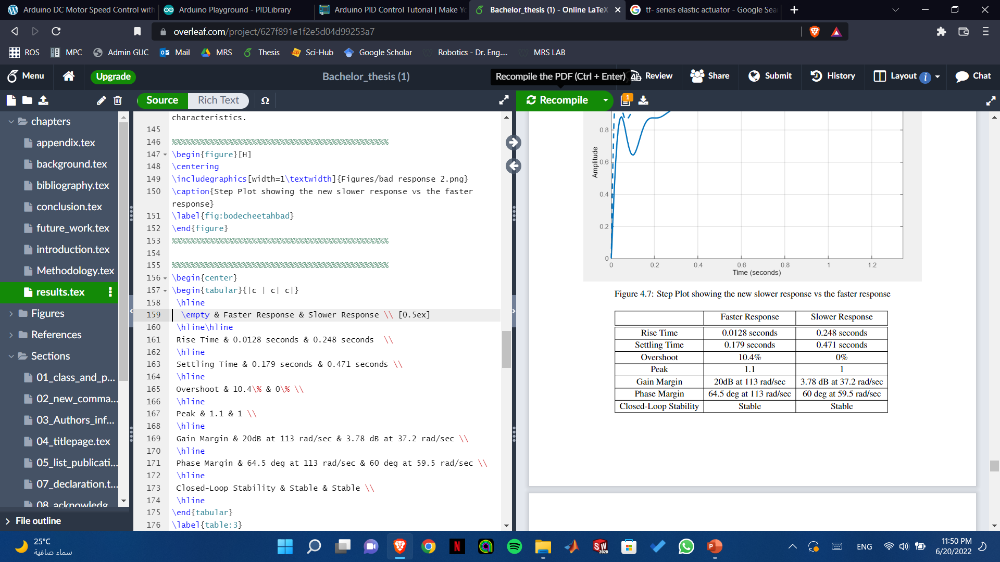 Arduino DC Motor Speed Control with
Arduino Playground - PIDLibrary
Arduino PID Control Tutorial | Make Yo
Bachelor_thesis (1) - Online LaTeX
tf- series elastic actuator - Google Sea
overleaf.com/project/627f891e1f2e5d04d99253a7
ROS
MPC
Admin GUC
Mail
MRS
Thesis
Sci-Hub
Google Scholar
Robotics - Dr. Eng....
MRS LAB
Menu
Upgrade
Bachelor_thesis (1)
Recompile the PDF (Ctrl + Enter)
Review
Share
Submit
History
Layout
Chat
Source
Rich Text
Ω
Recompile
1
chapters
appendix.tex
background.tex
bibliography.tex
conclusion.tex
future_work.tex
introduction.tex
Methodology.tex
results.tex
Figures
References
Sections
01_class_and_p...
02_new_comma...
03_Authors_inf...
04_titlepage.tex
05_list_publicati...
07_declaration.t...
08_acknowledg
File outline
characteristics.
145
146 %%%%%%%%%%%%%%%%%%%%%%%%%%%%%%%%%%%%%%%%%%%%%%
147 \begin{figure}[H]
148 \centering
149 \includegraphics[width=1\textwidth]{Figures/bad response 2.png}
150 \caption{Step Plot showing the new slower response vs the faster
response}
151 \label{fig:bodecheetahbad}
152 \end{figure}
153 %%%%%%%%%%%%%%%%%%%%%%%%%%%%%%%%%%%%%%%%%%%%%%
154
155 %%%%%%%%%%%%%%%%%%%%%%%%%%%%%%%%%%%%%%%%%%%%%%
156 \begin{center}
157 \begin{tabular}{|c | c| c|}
158 \hline
159 \empty & Faster Response & Slower Response \\ [0.5ex]
160 \hline\hline
161 Rise Time & 0.0128 seconds & 0.248 seconds \\
162 \hline
163 Settling Time & 0.179 seconds & 0.471 seconds \\
164 \hline
165 Overshoot & 10.4\% & 0\% \\
166 \hline
167 Peak & 1.1 & 1 \\
168 \hline
169 Gain Margin & 20dB at 113 rad/sec & 3.78 dB at 37.2 rad/sec \\
170 \hline
171 Phase Margin & 64.5 deg at 113 rad/sec & 60 deg at 59.5 rad/sec \\
172 \hline
173 Closed-Loop Stability & Stable & Stable \\
174 \hline
175 \end{tabular}
176 \label{table:3}
0.8
0.6
0.4
0.2
0
Amplitude
0 0.2 0.4 0.6 0.8 1 1.2
Time (seconds)
Figure 4.7: Step Plot showing the new slower response vs the faster response
Faster Response Slower Response
Rise Time 0.0128 seconds 0.248 seconds
Settling Time 0.179 seconds 0.471 seconds
Overshoot 10.4% 0%
Peak 1.1 1
Gain Margin 20dB at 113 rad/sec 3.78 dB at 37.2 rad/sec
Phase Margin 64.5 deg at 113 rad/sec 60 deg at 59.5 rad/sec
Closed-Loop Stability Stable Stable
25°C
سماء صافية
SW
2020
ENG
11:50 PM
6/20/2022